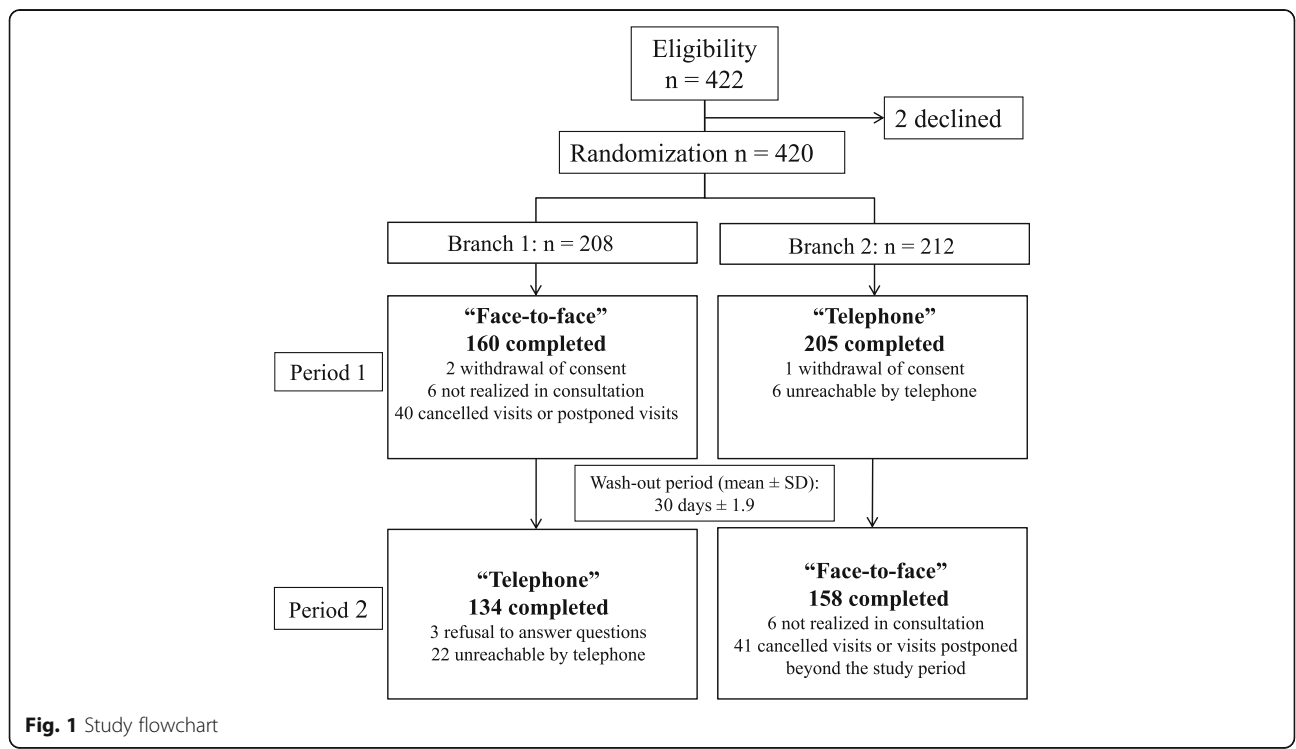 Eligibility
n = 422
2 declined
Randomization n = 420
Branch 1: n = 208
Branch 2: n = 212
Period 1
“Face-to-face”
160 completed
2 withdrawal of consent
6 not realized in consultation
40 cancelled visits or postponed visits
“Telephone”
205 completed
1 withdrawal of consent
6 unreachable by telephone
Wash-out period (mean ± SD):
30 days ± 1.9
Period 2
“Telephone”
134 completed
3 refusal to answer questions
22 unreachable by telephone
“Face-to-face”
158 completed
6 not realized in consultation
41 cancelled visits or visits postponed
beyond the study period
Fig. 1 Study flowchart